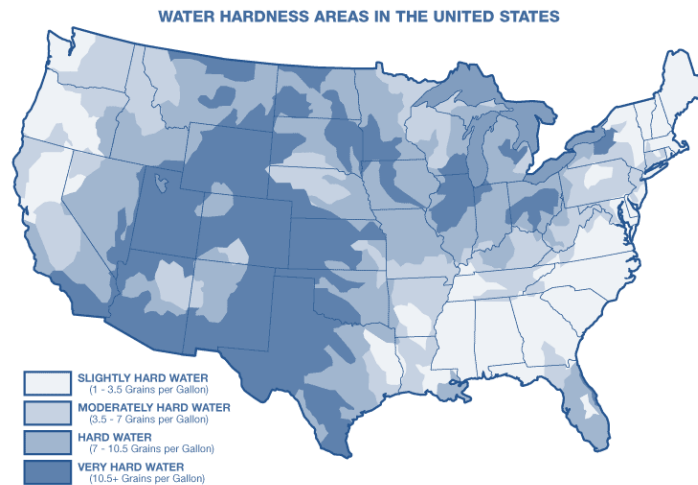 WATER HARDNESS AREAS IN THE UNITED STATES
SLIGHTLY HARD WATER
(1 - 3.5 Grains per Gallon)
MODERATELY HARD WATER
(3.5 - 7 Grains per Gallon)
HARD WATER
(7 - 10.5 Grains per Gallon)
VERY HARD WATER
(10.5+ Grains per Gallon)